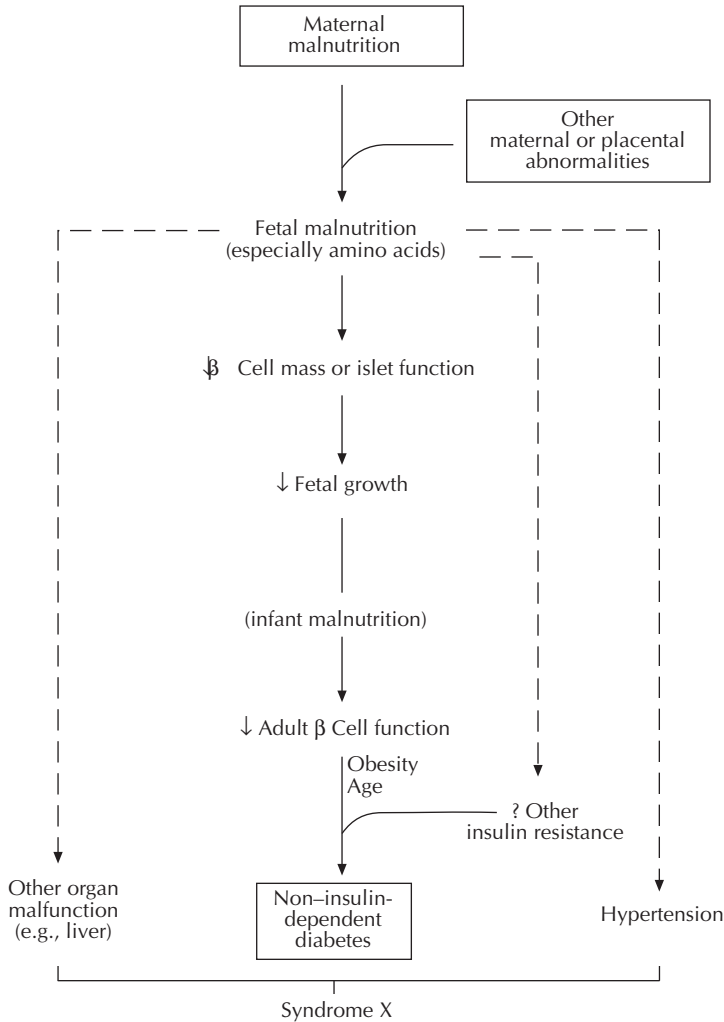 Maternal
malnutrition
Other
maternal or placental
abnormalities
Fetal malnutrition
(especially amino acids)
↓β Cell mass or islet function
↓ Fetal growth
(infant malnutrition)
↓ Adult β Cell function
Obesity
Age
? Other
insulin resistance
Other organ
malfunction
(e.g., liver)
Non–insulin-
dependent
diabetes
Hypertension
Syndrome X